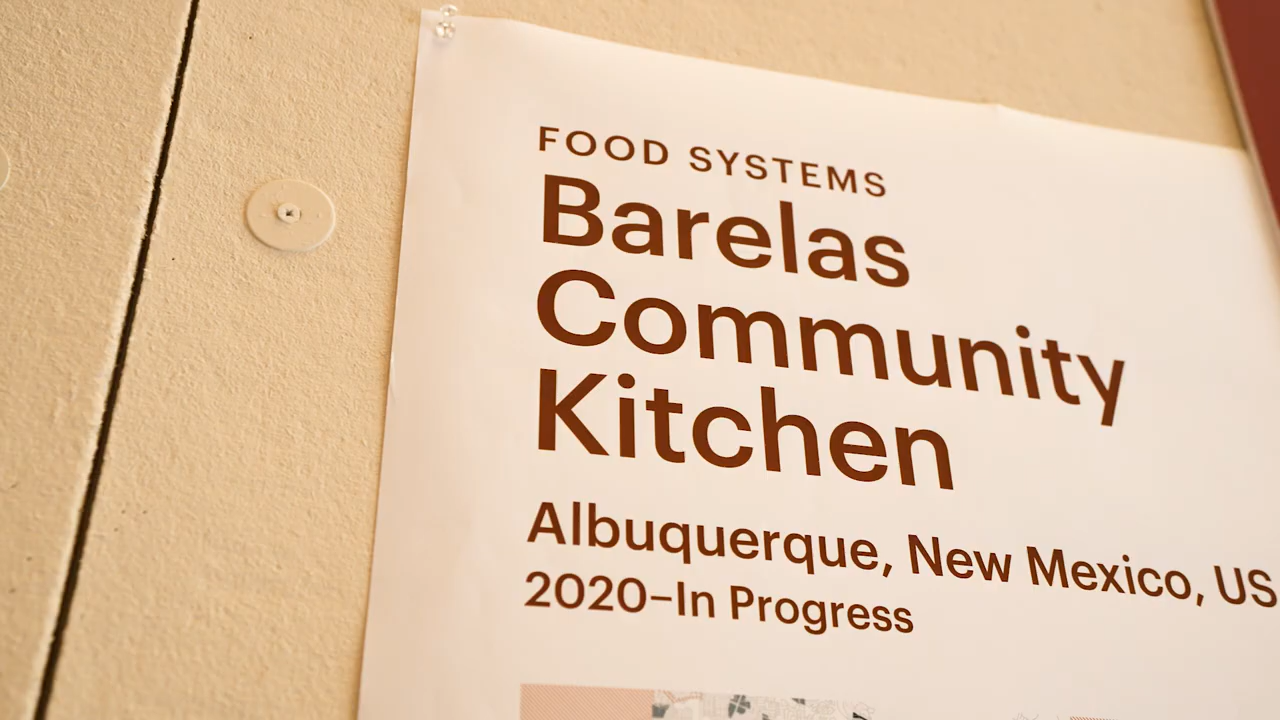 FOOD SYSTEMS
Barelas
Community
Kitchen
Albuquerque, New Mexico, US
2020–In Progress